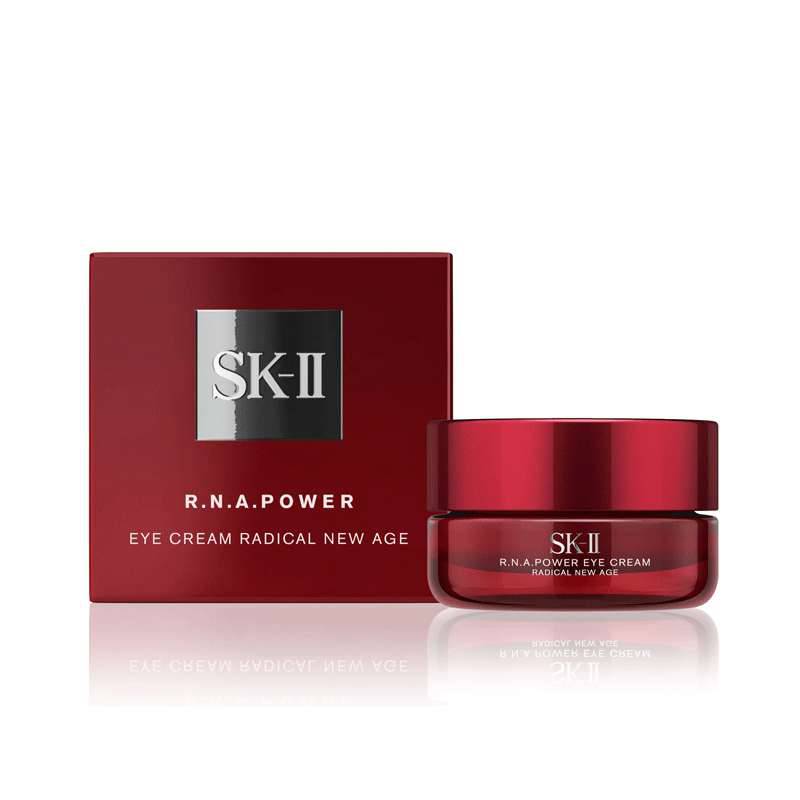 SK-II
R.N.A.POWER
EYE CREAM RADICAL NEW AGE
SK-II
R.N.A.POWER EYE CREAM
RADICAL NEW AGE